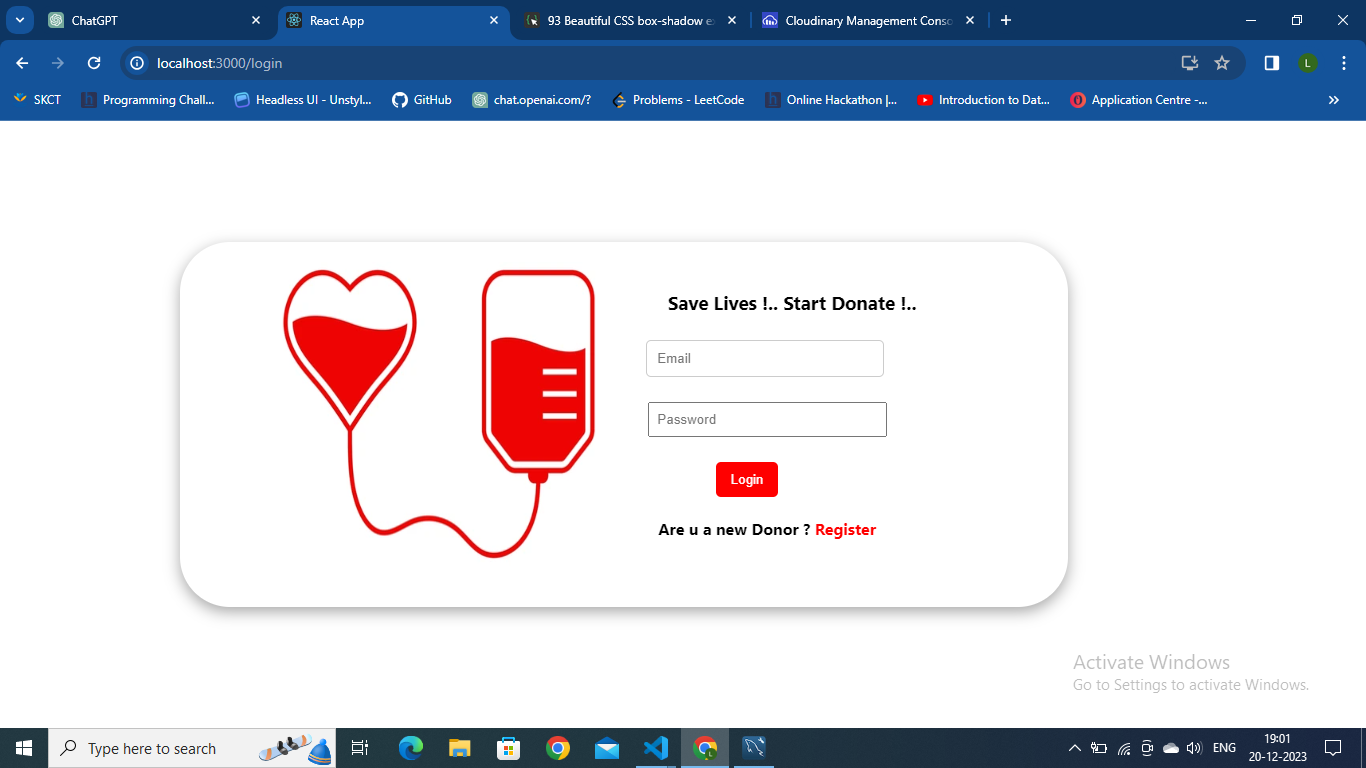 ChatGPT
React App
93 Beautiful CSS box-shadow ex
Cloudinary Management Conso
localhost:3000/login
L
SKCT
Programming Chall...
Headless UI - Unstyl...
GitHub
chat.openai.com/?
Problems - LeetCode
Online Hackathon |...
Introduction to Dat...
Application Centre -...
Save Lives !.. Start Donate !..
Email
Password
Login
Are u a new Donor ? Register
Activate Windows
Go to Settings to activate Windows.
Type here to search
ENG
19:01
20-12-2023